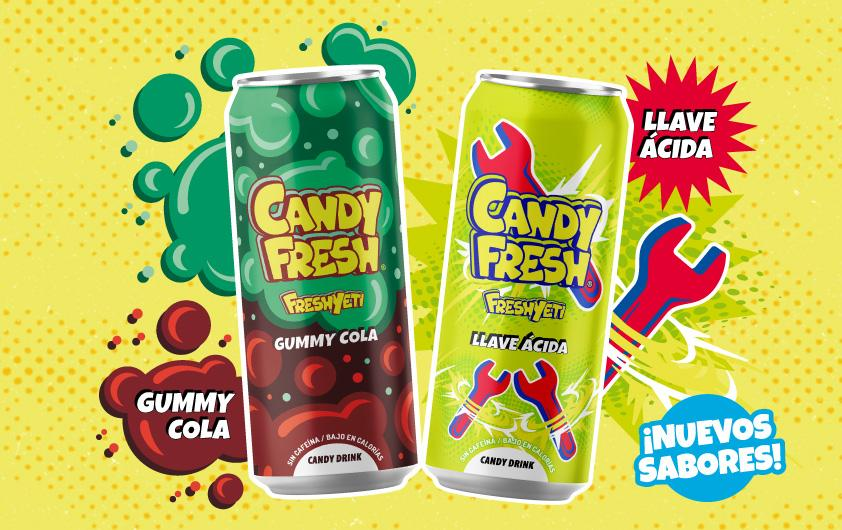 CANDY
FRESH®
FRESHYETI
GUMMY COLA
SIN CAFEÍNA / BAJO EN CALORÍAS
CANDY DRINK
GUMMY
COLA
CANDY
FRESH®
FRESHYETI
LLAVE ÁCIDA
SIN CAFEÍNA / BAJO EN CALORÍAS
CANDY DRINK
LLAVE
ÁCIDA
¡NUEVOS
SABORES!